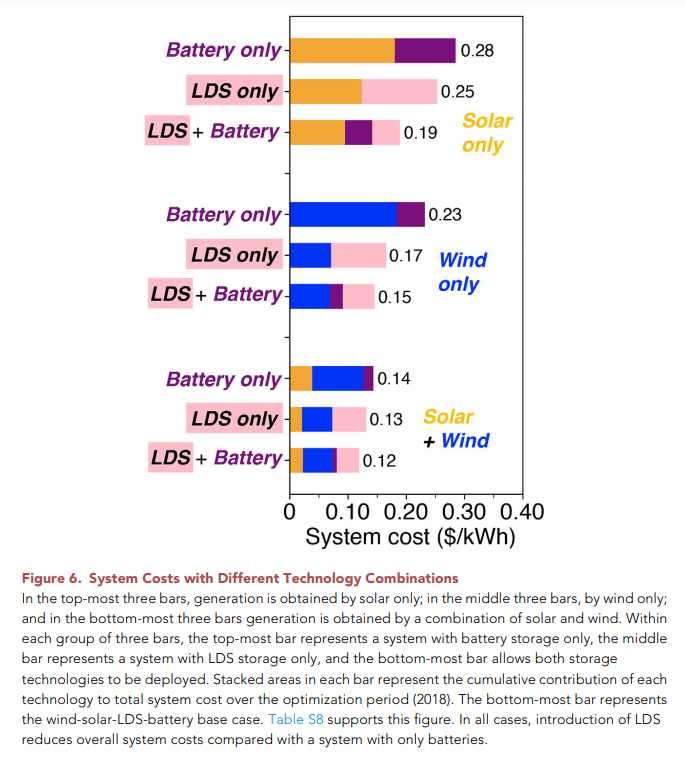 Battery only 0.28
LDS only 0.25
LDS + Battery 0.19
Solar
only
Battery only 0.23
LDS only 0.17
LDS + Battery 0.15
Wind
only
Battery only 0.14
LDS only 0.13
LDS + Battery 0.12
Solar
+ Wind
0 0.10 0.20 0.30 0.40
System cost ($/kWh)
Figure 6. System Costs with Different Technology Combinations
In the top-most three bars, generation is obtained by solar only; in the middle three bars, by wind only;
and in the bottom-most three bars generation is obtained by a combination of solar and wind. Within
each group of three bars, the top-most bar represents a system with battery storage only, the middle
bar represents a system with LDS storage only, and the bottom-most bar allows both storage
technologies to be deployed. Stacked areas in each bar represent the cumulative contribution of each
technology to total system cost over the optimization period (2018). The bottom-most bar represents
the wind-solar-LDS-battery base case. Table S8 supports this figure. In all cases, introduction of LDS
reduces overall system costs compared with a system with only batteries.